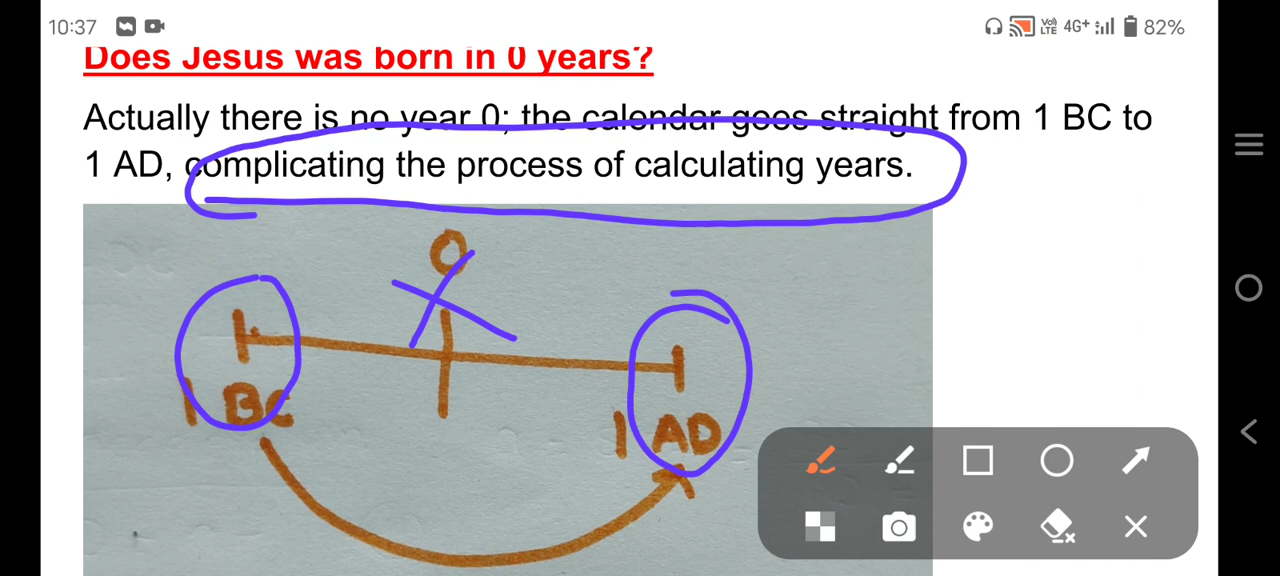 10:37
Vo) LTE 4G+ 82%
Does Jesus was born in 0 years?
Actually there is no year 0; the calendar goes straight from 1 BC to
1 AD, complicating the process of calculating years.
0
1 BC
1 AD